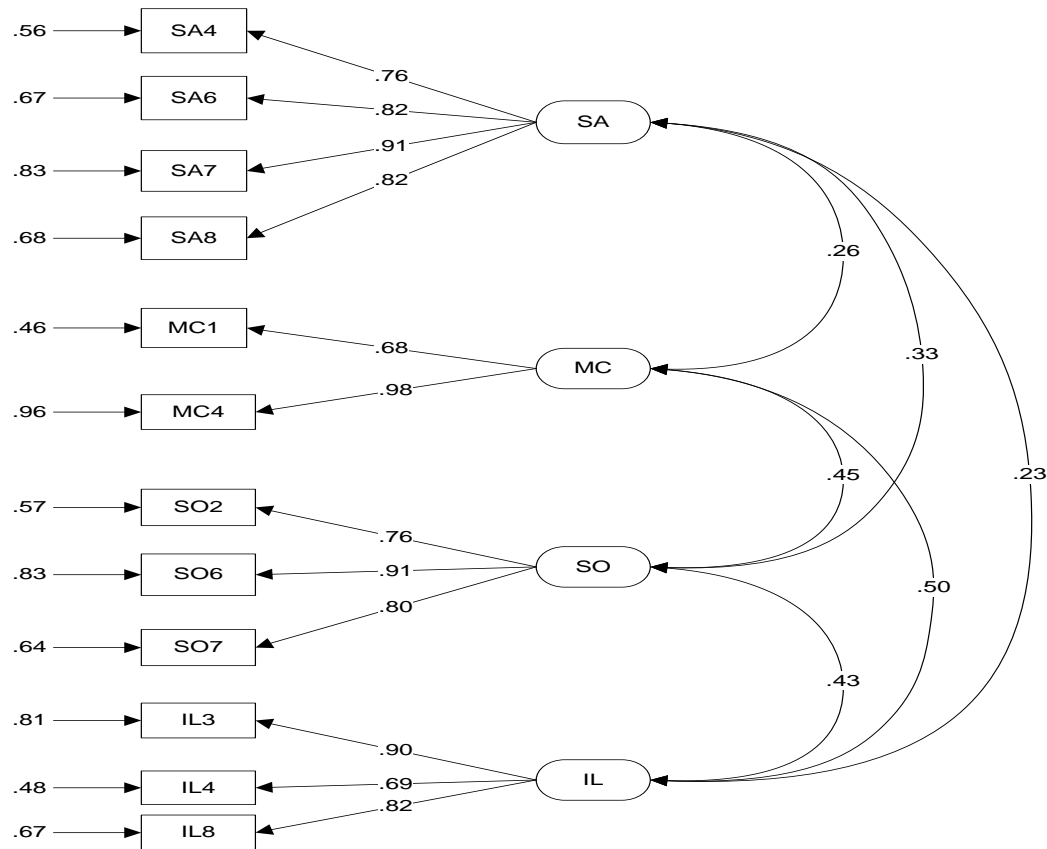 .56 SA4
.76
.67 SA6
.82
SA
.91
.83 SA7
.82
.68 SA8
.26
.46 MC1
.68
.33
MC
.98
.96 MC4
.45
.23
.57 SO2
.76
SO
.91
.83 SO6
.50
.80
.64 SO7
.43
.81 IL3
.90
IL
.69
.48 IL4
.82
.67 IL8